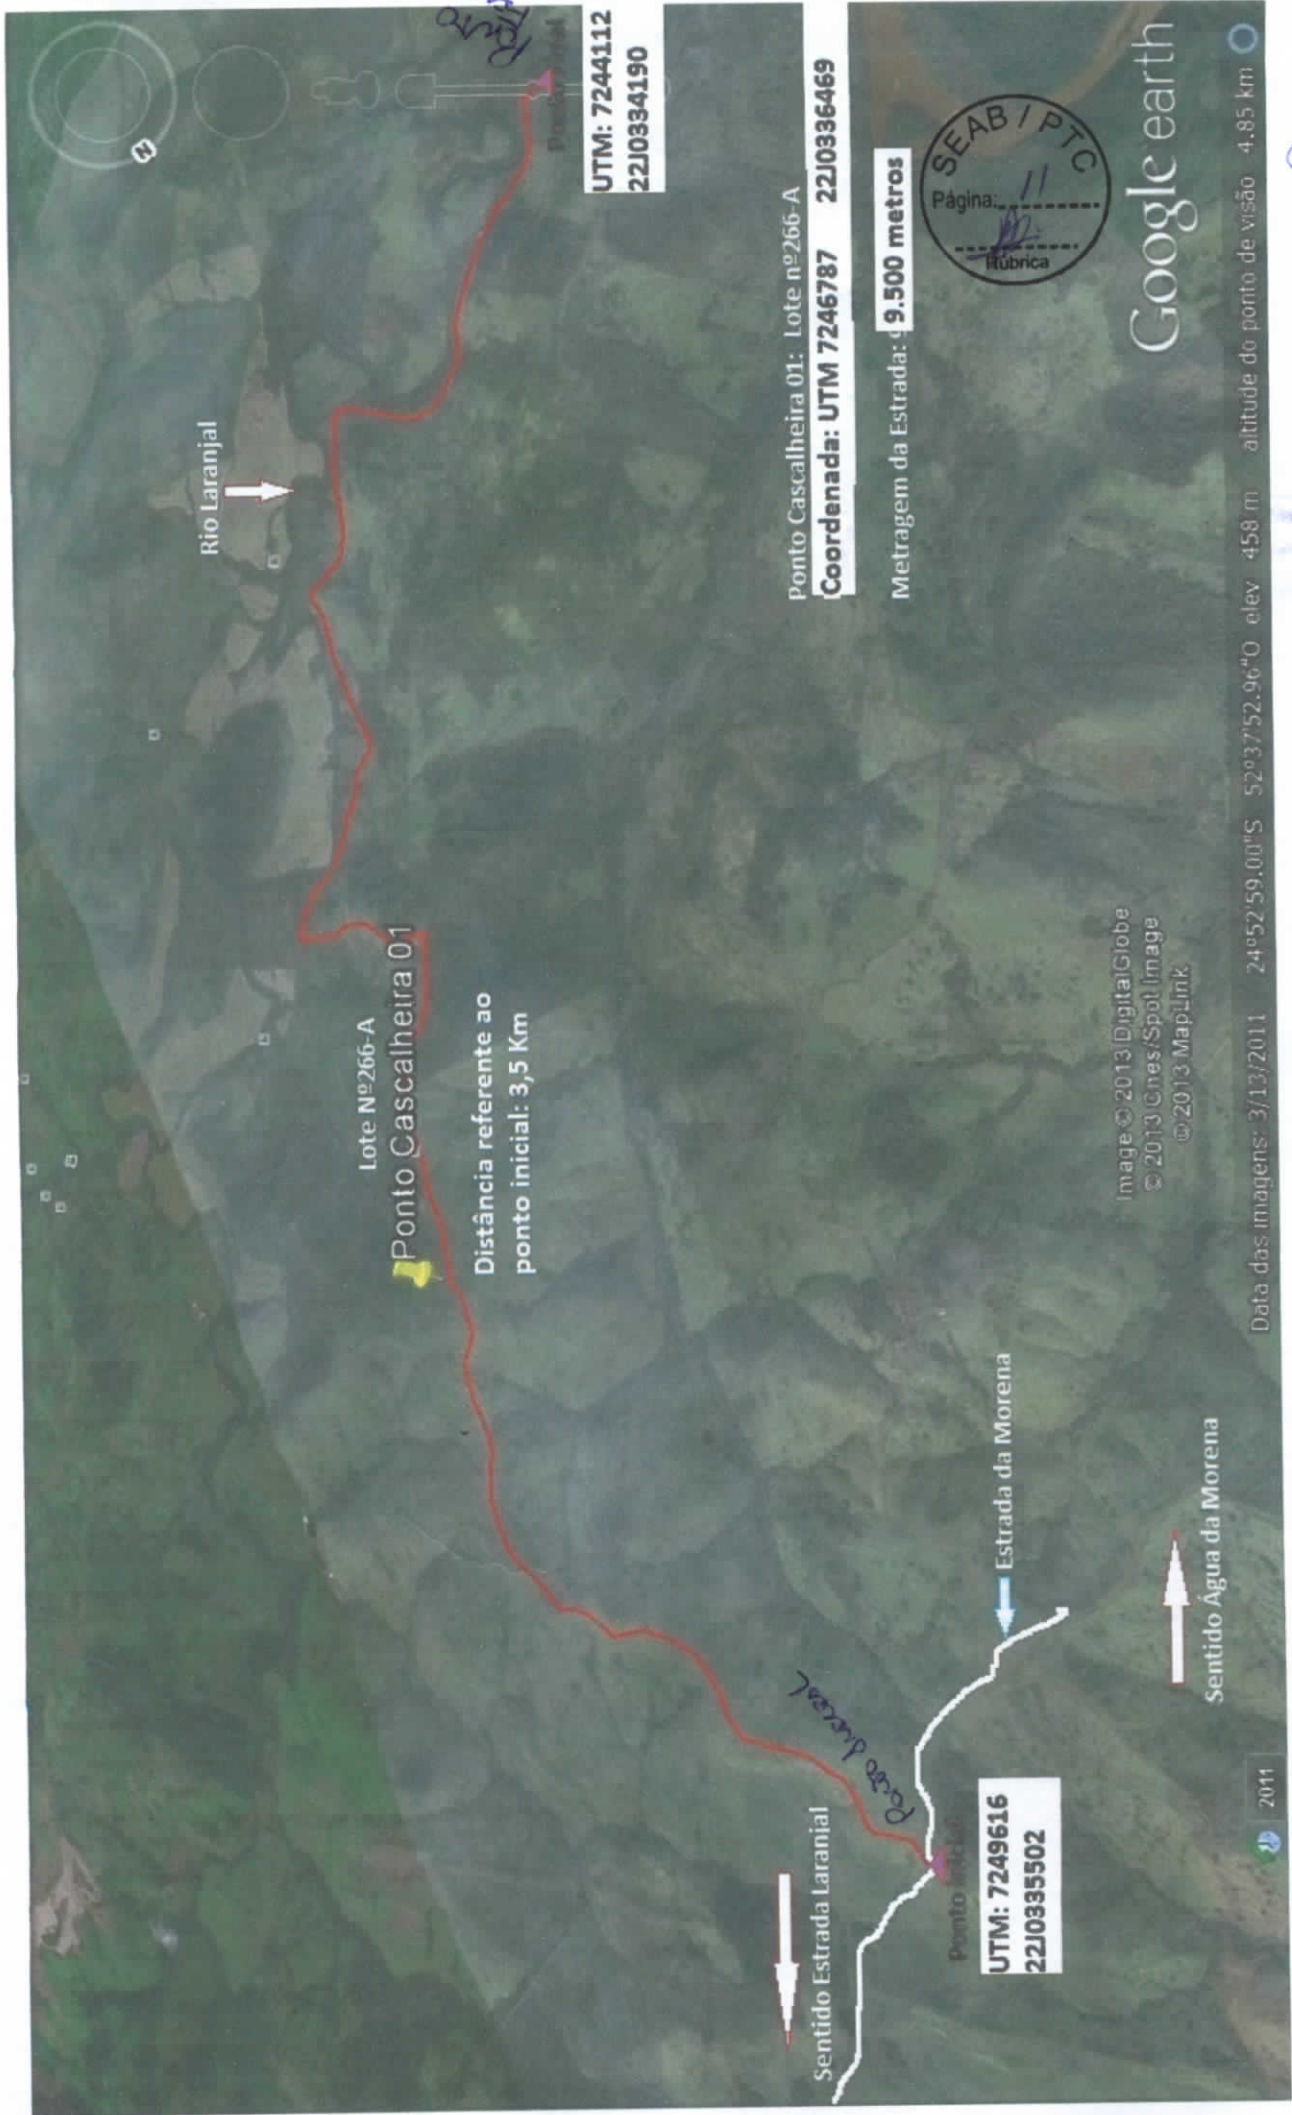 Rio Laranjal
UTM: 7244112
22J0334190
Lote Nº266-A
Ponto Cascalheira 01
Distância referente ao
ponto inicial: 3,5 Km
Ponto Cascalheira 01: Lote nº266-A
Coordenada: UTM 7246787 22J0336469
Metragem da Estrada: 9.500 metros
SEAB / PTC
Página: 11
Rúbrica
Sentido Estrada Laranjal
Ponto
UTM: 7249616
22J0335502
Estrada da Morena
Sentido Água da Morena
Image © 2013 DigitalGlobe
© 2013 Cnes/Spot Image
© 2013 MapLink
Google earth
2011
Data das imagens: 3/13/2011 24°52'59.00"S 52°37'52.96"O elev 458 m altitude do ponto de visão 4.85 km